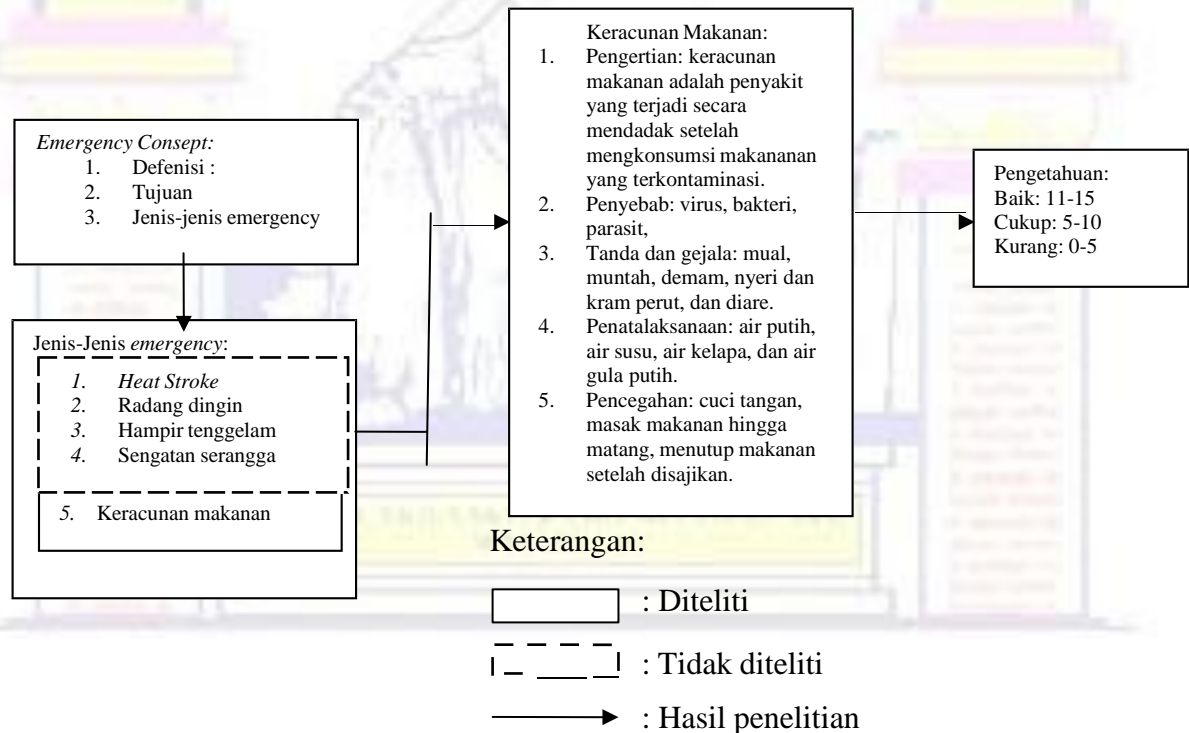 Emergency Consept:
1. Defenisi :
2. Tujuan
3. Jenis-jenis emergency
Jenis-Jenis emergency:
1. Heat Stroke
2. Radang dingin
3. Hampir tenggelam
4. Sengatan serangga
5. Keracunan makanan
Keracunan Makanan:
1. Pengertian: keracunan
makanan adalah penyakit
yang terjadi secara
mendadak setelah
mengkonsumsi makananan
yang terkontaminasi.
2. Penyebab: virus, bakteri,
parasit,
3. Tanda dan gejala: mual,
muntah, demam, nyeri dan
kram perut, dan diare.
4. Penatalaksanaan: air putih,
air susu, air kelapa, dan air
gula putih.
5. Pencegahan: cuci tangan,
masak makanan hingga
matang, menutup makanan
setelah disajikan.
Pengetahuan:
Baik: 11-15
Cukup: 5-10
Kurang: 0-5
Keterangan:
: Diteliti
: Tidak diteliti
: Hasil penelitian